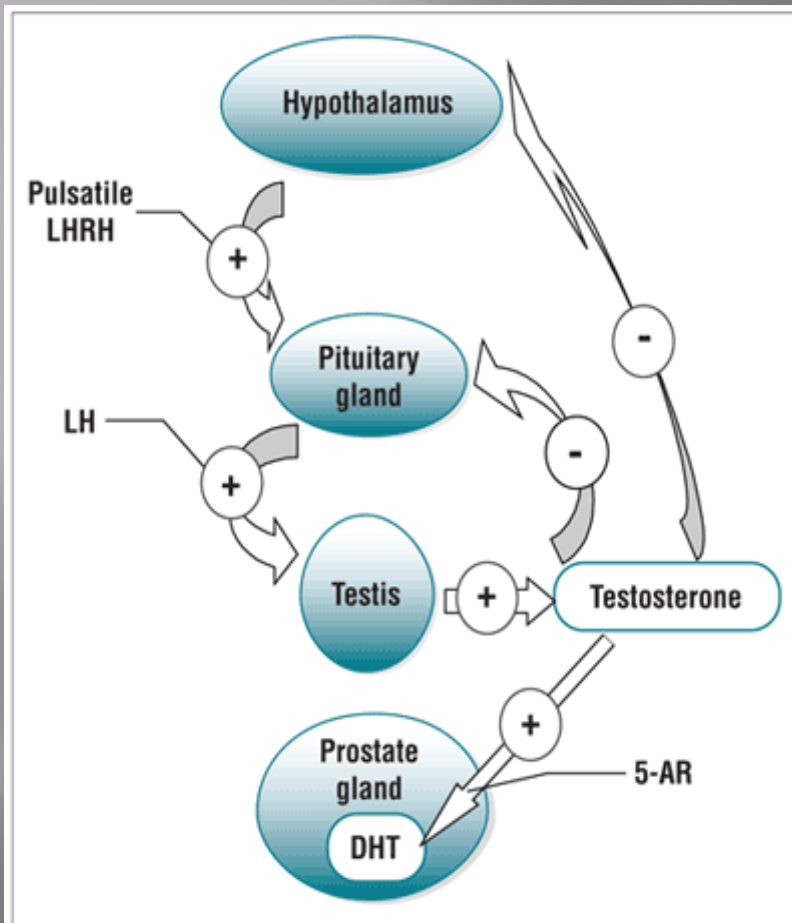 Hypothalamus
Pulsatile
LHRH
+
-
Pituitary
gland
LH
+
-
Testis
+
Testosterone
+
Prostate
gland
5-AR
DHT